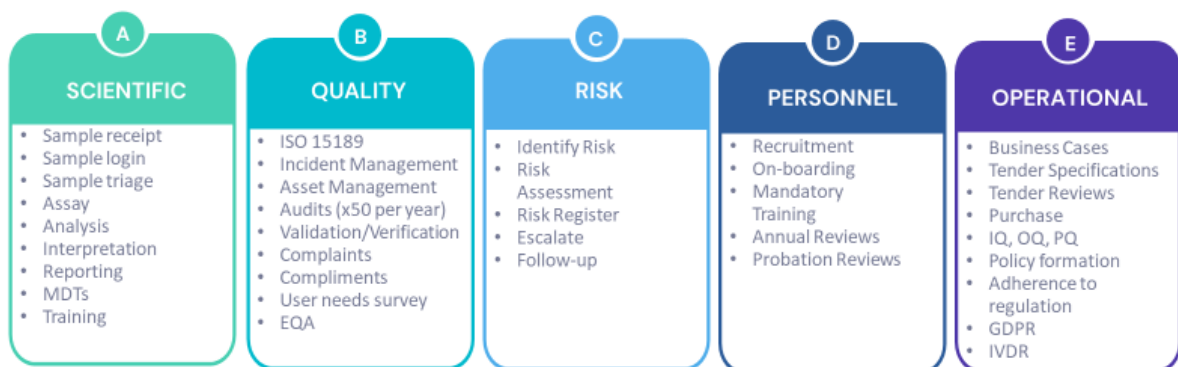 A
SCIENTIFIC
• Sample receipt
• Sample login
• Sample triage
• Assay
• Analysis
• Interpretation
• Reporting
• MDTs
• Training
B
QUALITY
• ISO 15189
• Incident Management
• Asset Management
• Audits (x50 per year)
• Validation/Verification
• Complaints
• Compliments
• User needs survey
• EQA
C
RISK
• Identify Risk
• Risk
Assessment
• Risk Register
• Escalate
• Follow-up
D
PERSONNEL
• Recruitment
• On-boarding
• Mandatory
Training
• Annual Reviews
• Probation Reviews
E
OPERATIONAL
• Business Cases
• Tender Specifications
• Tender Reviews
• Purchase
• IQ, OQ, PQ
• Policy formation
• Adherence to
regulation
• GDPR
• IVDR